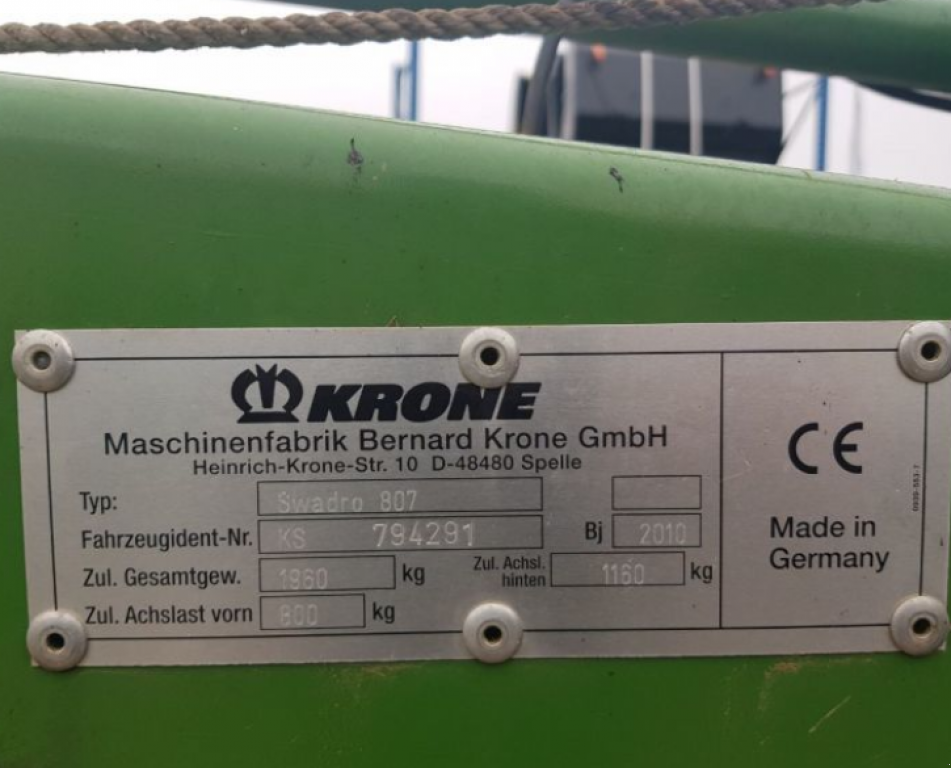 KRONE
Maschinenfabrik Bernard Krone GmbH
Heinrich-Krone-Str. 10 D-48480 Spelle
Typ: Swadro 807
Fahrzeugident-Nr. KS 794291 Bj 2010
Zul. Gesamtgew. 1960 kg Zul. Achsl. hinten 1160 kg
Zul. Achslast vorn 800 kg
CE
Made in
Germany